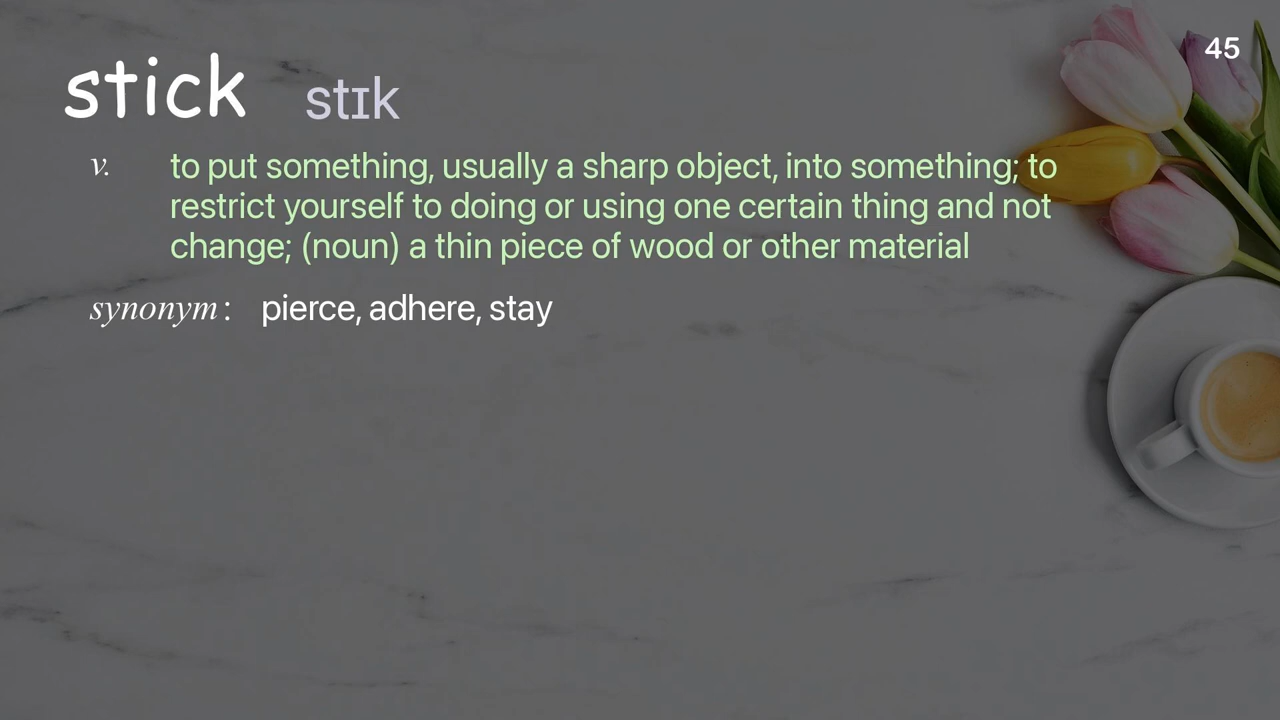 45
stick stɪk
v. to put something, usually a sharp object, into something; to
restrict yourself to doing or using one certain thing and not
change; (noun) a thin piece of wood or other material
synonym: pierce, adhere, stay